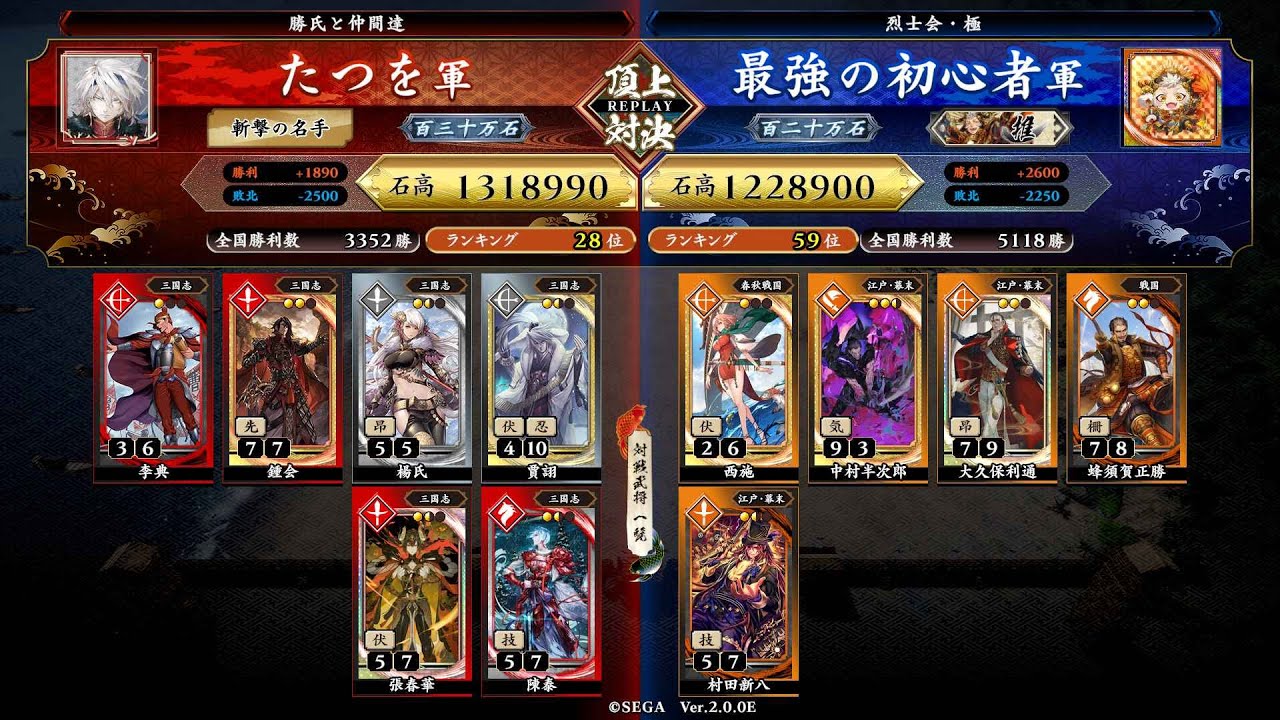 勝氏と仲間達
烈士会・極
たつを軍
頂上
REPLAY
対決
最強の初心者軍
斬撃の名手
百三十万石
百二十万石
推
勝利 +1890
敗北 -2500
石高 1318990
石高 1228900
勝利 +2600
敗北 -2250
全国勝利数 3352勝
ランキング 28位
ランキング 59位
全国勝利数 5118勝
三国志
3 6
李典
三国志
先
7 7
鍾会
三国志
昂
5 5
楊氏
三国志
伏 忍
4 10
賈詡
春秋戦国
伏
2 6
西施
江戸・幕末
気
9 3
中村半次郎
江戸・幕末
昂
7 9
大久保利通
戦国
柵
7 8
蜂須賀正勝
対戦武将一覧
三国志
伏
5 7
張春華
三国志
技
5 7
陳泰
江戸・幕末
技
5 7
村田新八
©SEGA Ver.2.0.0E